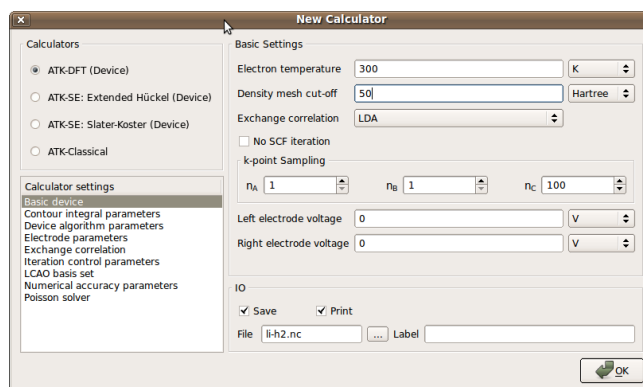 New Calculator
Calculators
ATK-DFT (Device)
ATK-SE: Extended Hückel (Device)
ATK-SE: Slater-Koster (Device)
ATK-Classical
Calculator settings
Basic device
Contour integral parameters
Device algorithm parameters
Electrode parameters
Exchange correlation
Iteration control parameters
LCAO basis set
Numerical accuracy parameters
Poisson solver
Basic Settings
Electron temperature 300 K
Density mesh cut-off 50 Hartree
Exchange correlation LDA
No SCF iteration
k-point Sampling
nA 1 nB 1 nC 100
Left electrode voltage 0 V
Right electrode voltage 0 V
IO
Save Print
File li-h2.nc ... Label
OK